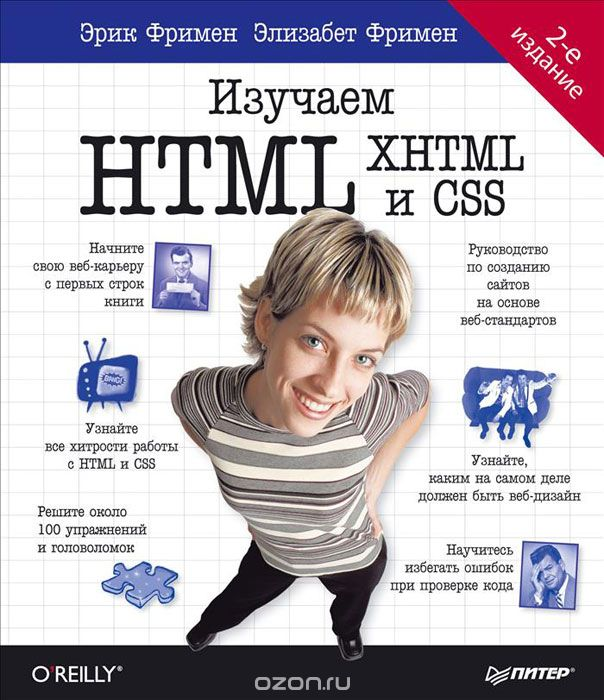 Эрик Фримен Элизабет Фримен
2-е
издание
Изучаем
HTML
XHTML
и CSS
Начните
свою веб-карьеру
с первых строк
книги
Руководство
по созданию
сайтов
на основе
веб-стандартов
BANG!
Узнайте
все хитрости работы
с HTML и CSS
Узнайте,
каким на самом деле
должен быть веб-дизайн
Решите около
100 упражнений
и головоломок
Научитесь
избегать ошибок
при проверке кода
O'REILLY®
ozon.ru
ПИТЕР®